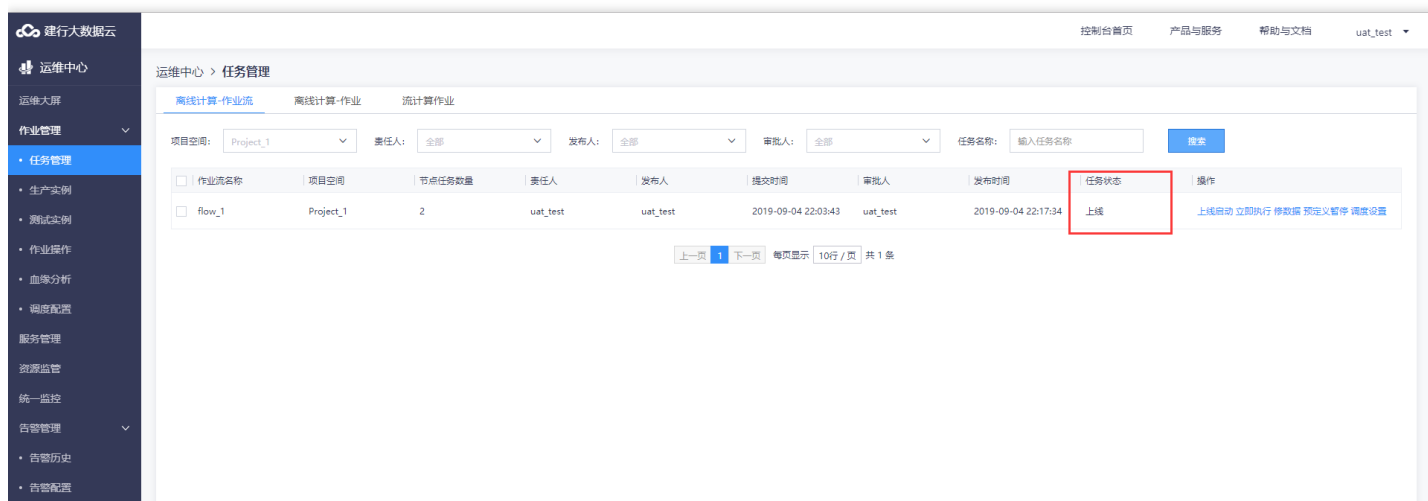 建行大数据云
控制台首页 产品与服务 帮助与文档 uat_test
运维中心
运维中心 > 任务管理
运维大屏
离线计算-作业流 离线计算-作业 流计算作业
作业管理
项目空间: Project_1 责任人: 全部 发布人: 全部 审批人: 全部 任务名称: 输入任务名称 搜索
• 任务管理
作业流名称 项目空间 节点任务数量 责任人 发布人 提交时间 审批人 发布时间 任务状态 操作
• 生产实例
flow_1 Project_1 2 uat_test uat_test 2019-09-04 22:03:43 uat_test 2019-09-04 22:17:34 上线 上线启动 立即执行 修数据 预定义暂停 调度设置
• 测试实例
• 作业操作
上一页 1 下一页 每页显示 10行 / 页 共 1 条
• 血缘分析
• 调度配置
服务管理
资源监管
统一监控
告警管理
• 告警历史
• 告警配置